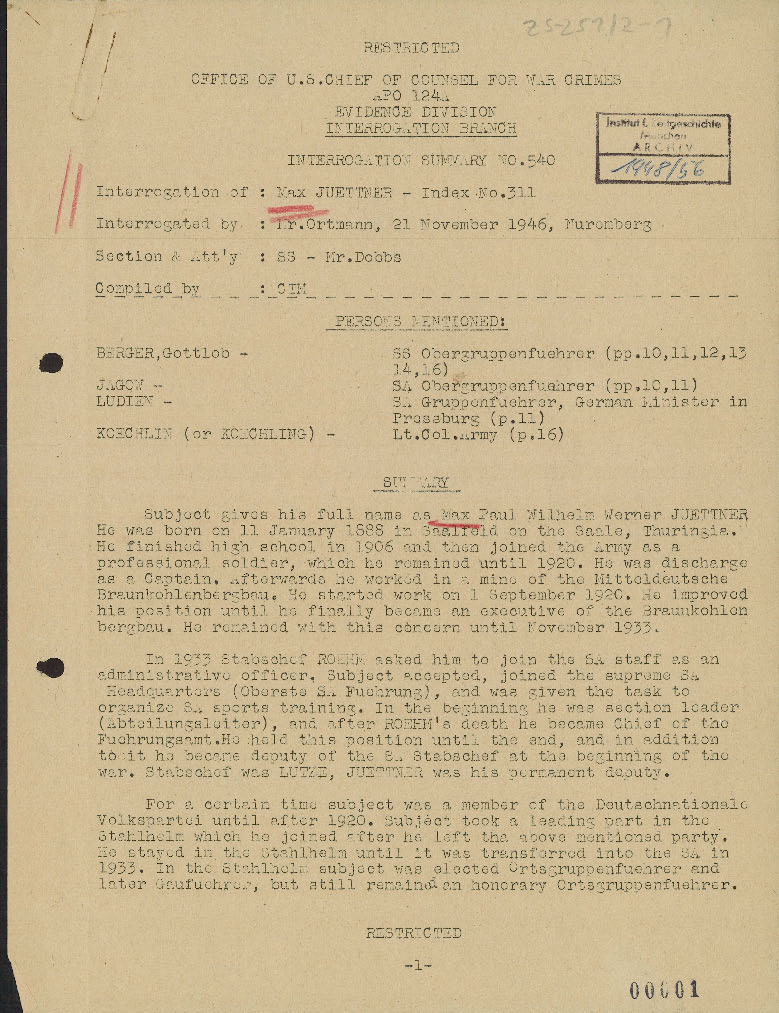 ZS-251/2-1
RESTRICTED
OFFICE OF U.S.CHIEF OF COUNSEL FOR WAR CRIMES
APO 124A
EVIDENCE DIVISION
INTERROGATION BRANCH
Institut f. Zeitgeschichte
München
ARCHIV
1948/56
INTERROGATION SUMMARY NO.540
Interrogation of : Max JUETTNER - Index No.311
Interrogated by : Mr.Ortmann, 21 November 1946, Nuremberg
Section & Att'y : SS - Mr.Dobbs
Compiled by : CIM
PERSONS MENTIONED:
BERGER,Gottlob - SS Obergruppenfuehrer (pp.10,11,12,13
14,16)
JAGOW - SA Obergruppenfuehrer (pp.10,11)
LUDIEN - SA Gruppenfuehrer, German Minister in
Pressburg (p.11)
KOECHLIN (or KOECHLING) - Lt.Col.Army (p.16)
SUMMARY
Subject gives his full name as Max Paul Wilhelm Werner JUETTNER
He was born on 11 January 1888 in Saalfeld on the Saale, Thuringia.
He finished high school in 1906 and then joined the Army as a
professional soldier, which he remained until 1920. He was discharge
as a Captain. Afterwards he worked in a mine of the Mitteldeutsche
Braunkohlenbergbau. He started work on 1 September 1920. He improved
his position until he finally became an executive of the Braunkohlen
bergbau. He remained with this concern until November 1933.
In 1933 Stabschef ROEHM asked him to join the SA staff as an
administrative officer. Subject accepted, joined the supreme SA
Headquarters (Oberste SA Fuehrung), and was given the task to
organize SA sports training. In the beginning he was section leader
(Abteilungsleiter), and after ROEHM's death he became Chief of the
Fuehrungsamt.He held this position until the end, and in addition
to it he became deputy of the SA Stabschef at the beginning of the
war. Stabschef was LUTZE, JUETTNER was his permanent deputy.
For a certain time subject was a member of the Deutschnationale
Volkspartei until after 1920. Subject took a leading part in the
Stahlhelm which he joined after he left tha above mentioned party.
He stayed in the Stahlhelm until it was transferred into the SA in
1933. In the Stahlhelm subject was elected Ortsgruppenfuehrer and
later Gaufuehrer, but still remained an honorary Ortsgruppenfuehrer.
RESTRICTED
-1-
00001